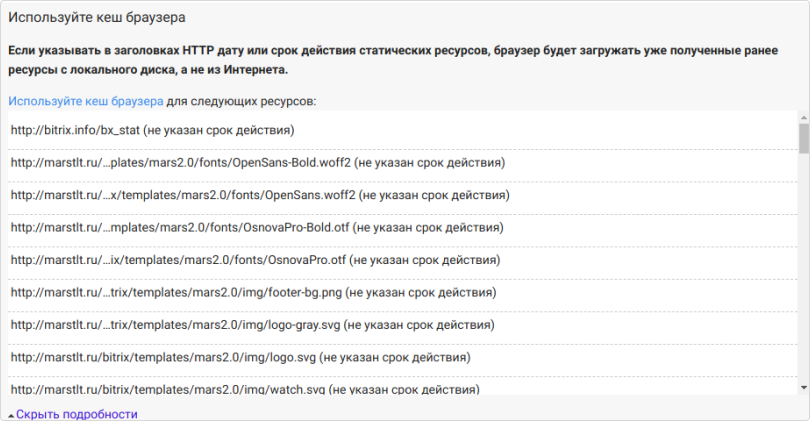 Используйте кеш браузера
Если указывать в заголовках HTTP дату или срок действия статических ресурсов, браузер будет загружать уже полученные ранее
ресурсы с локального диска, а не из Интернета.
Используйте кеш браузера для следующих ресурсов:
http://bitrix.info/bx_stat (не указан срок действия)
http://marstlt.ru/…plates/mars2.0/fonts/OpenSans-Bold.woff2 (не указан срок действия)
http://marstlt.ru/…x/templates/mars2.0/fonts/OpenSans.woff2 (не указан срок действия)
http://marstlt.ru/…mplates/mars2.0/fonts/OsnovaPro-Bold.otf (не указан срок действия)
http://marstlt.ru/…ix/templates/mars2.0/fonts/OsnovaPro.otf (не указан срок действия)
http://marstlt.ru/…trix/templates/mars2.0/img/footer-bg.png (не указан срок действия)
http://marstlt.ru/…trix/templates/mars2.0/img/logo-gray.svg (не указан срок действия)
http://marstlt.ru/bitrix/templates/mars2.0/img/logo.svg (не указан срок действия)
http://marstlt.ru/bitrix/templates/mars2.0/img/watch.svg (не указан срок действия)
Скрыть подробности